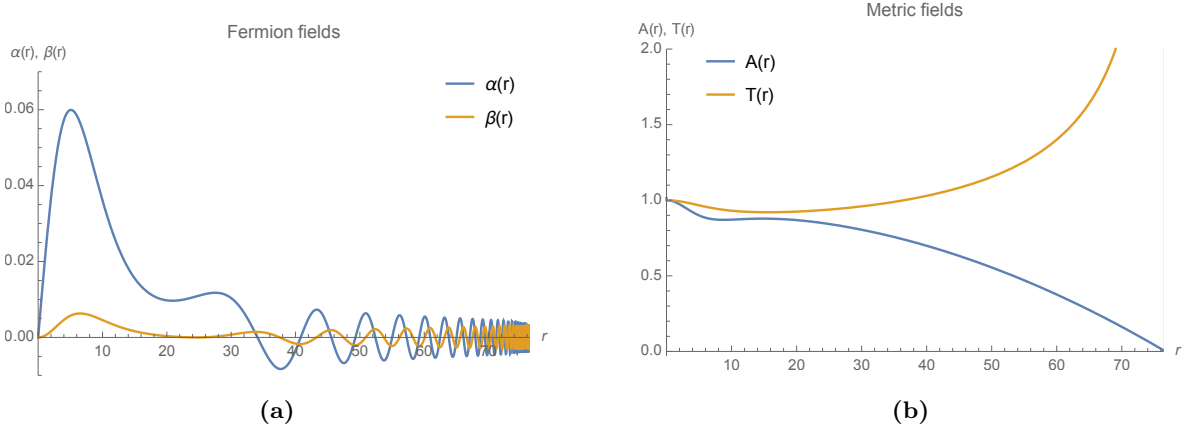 Fermion fields
α(r), β(r)
α(r)
β(r)
0.06
0.04
0.02
0.00
10 20 30 40 50 60 70 r
(a)
Metric fields
A(r), T(r)
A(r)
T(r)
2.0
1.5
1.0
0.5
0.0
10 20 30 40 50 60 70 r
(b)